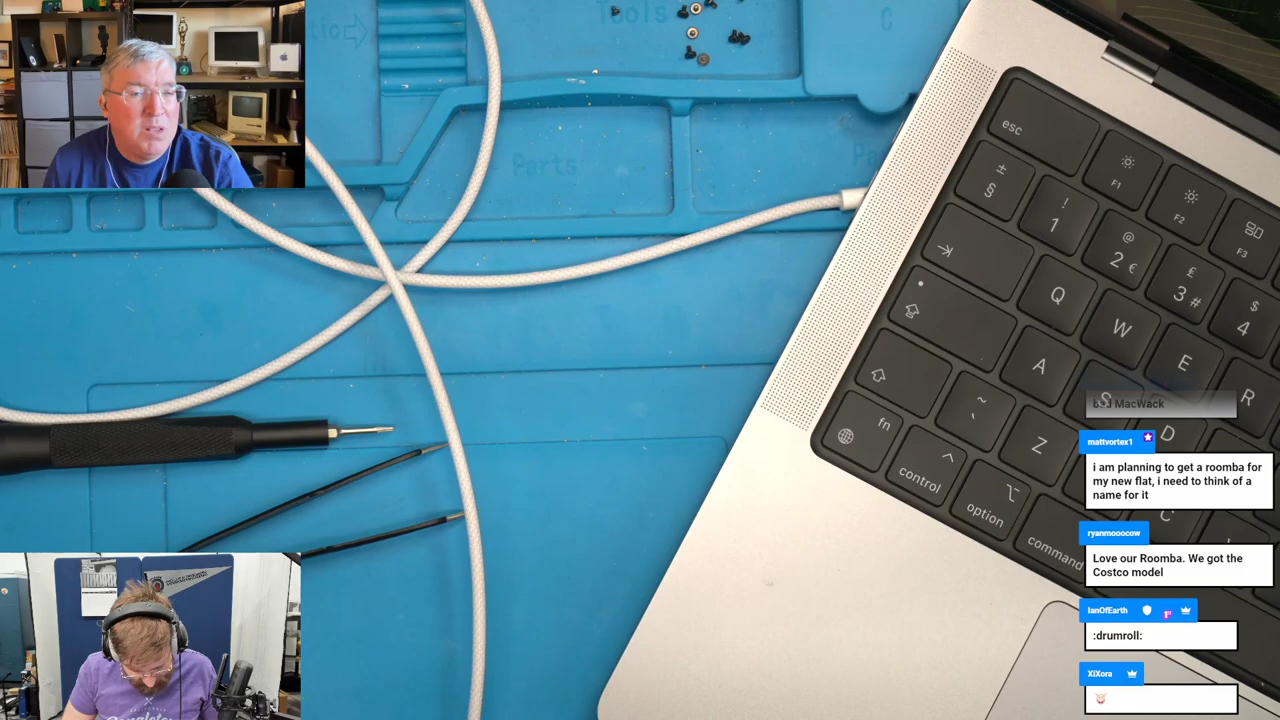 Tools
C
Parts
esc
F1
F2
F3
±
§
!
1
@
2 €
£
3 #
$
4
Q
W
E
R
A
S
D
~
`
Z
C
fn
control
option
command
bad MacWack
mattvortex1
i am planning to get a roomba for
my new flat, i need to think of a
name for it
ryanmooocow
Love our Roomba. We got the
Costco model
IanOfEarth
:drumroll:
XiXora